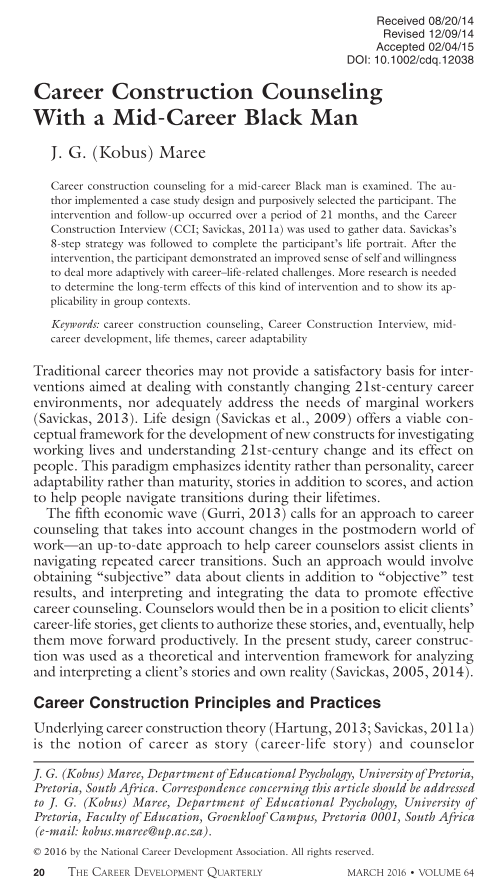 Received 08/20/14
Revised 12/09/14
Accepted 02/04/15
DOI: 10.1002/cdq.12038
Career Construction Counseling
With a Mid-Career Black Man
J. G. (Kobus) Maree
Career construction counseling for a mid-career Black man is examined. The au-
thor implemented a case study design and purposively selected the participant. The
intervention and follow-up occurred over a period of 21 months, and the Career
Construction Interview (CCI; Savickas, 2011a) was used to gather data. Savickas's
8-step strategy was followed to complete the participant's life portrait. After the
intervention, the participant demonstrated an improved sense of self and willingness
to deal more adaptively with career–life-related challenges. More research is needed
to determine the long-term effects of this kind of intervention and to show its ap-
plicability in group contexts.
Keywords: career construction counseling, Career Construction Interview, mid-
career development, life themes, career adaptability
Traditional career theories may not provide a satisfactory basis for inter-
ventions aimed at dealing with constantly changing 21st-century career
environments, nor adequately address the needs of marginal workers
(Savickas, 2013). Life design (Savickas et al., 2009) offers a viable con-
ceptual framework for the development of new constructs for investigating
working lives and understanding 21st-century change and its effect on
people. This paradigm emphasizes identity rather than personality, career
adaptability rather than maturity, stories in addition to scores, and action
to help people navigate transitions during their lifetimes.
The fifth economic wave (Gurri, 2013) calls for an approach to career
counseling that takes into account changes in the postmodern world of
work—an up-to-date approach to help career counselors assist clients in
navigating repeated career transitions. Such an approach would involve
obtaining “subjective” data about clients in addition to “objective” test
results, and interpreting and integrating the data to promote effective
career counseling. Counselors would then be in a position to elicit clients'
career-life stories, get clients to authorize these stories, and, eventually, help
them move forward productively. In the present study, career construc-
tion was used as a theoretical and intervention framework for analyzing
and interpreting a client's stories and own reality (Savickas, 2005, 2014).
Career Construction Principles and Practices
Underlying career construction theory (Hartung, 2013; Savickas, 2011a)
is the notion of career as story (career-life story) and counselor
J. G. (Kobus) Maree, Department of Educational Psychology, University of Pretoria,
Pretoria, South Africa. Correspondence concerning this article should be addressed
to J. G. (Kobus) Maree, Department of Educational Psychology, University of
Pretoria, Faculty of Education, Groenkloof Campus, Pretoria 0001, South Africa
(e-mail: kobus.maree@up.ac.za).
© 2016 by the National Career Development Association. All rights reserved.
20 THE CAREER DEVELOPMENT QUARTERLY MARCH 2016 • VOLUME 64